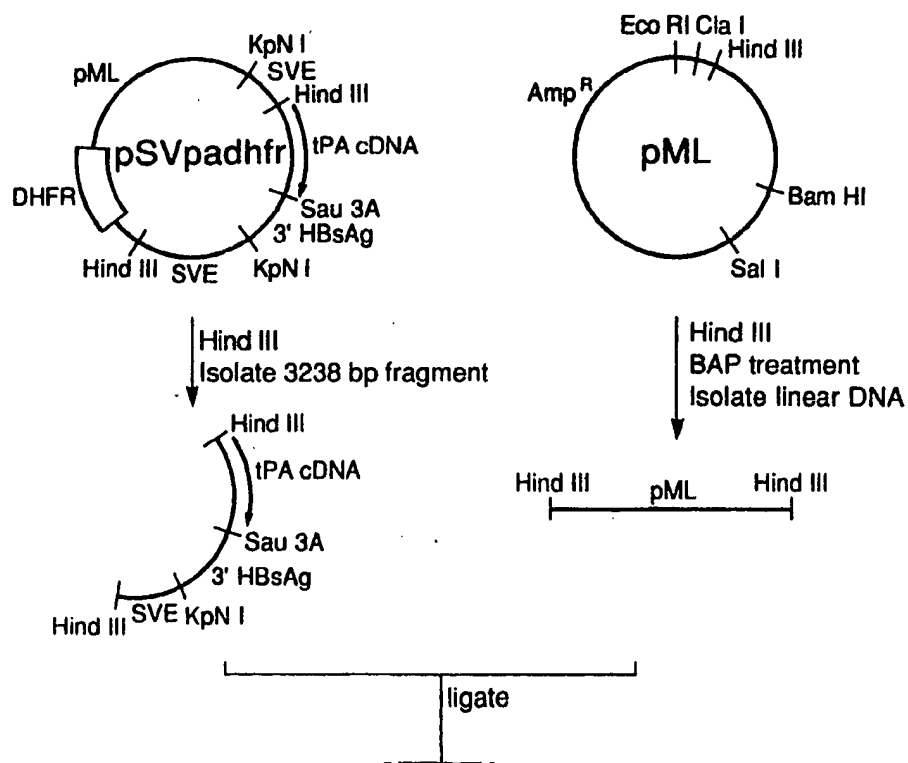 KpN I
SVE
Hind III
pML
pSVpadhfr
tPA cDNA
DHFR
Sau 3A
3' HBsAg
Hind III
SVE
KpN I
Eco RI
Cla I
Hind III
Amp R
pML
Bam HI
Sal I
Hind III
Isolate 3238 bp fragment
Hind III
BAP treatment
Isolate linear DNA
Hind III
tPA cDNA
Sau 3A
3' HBsAg
Hind III
SVE
KpN I
Hind III
pML
Hind III
ligate